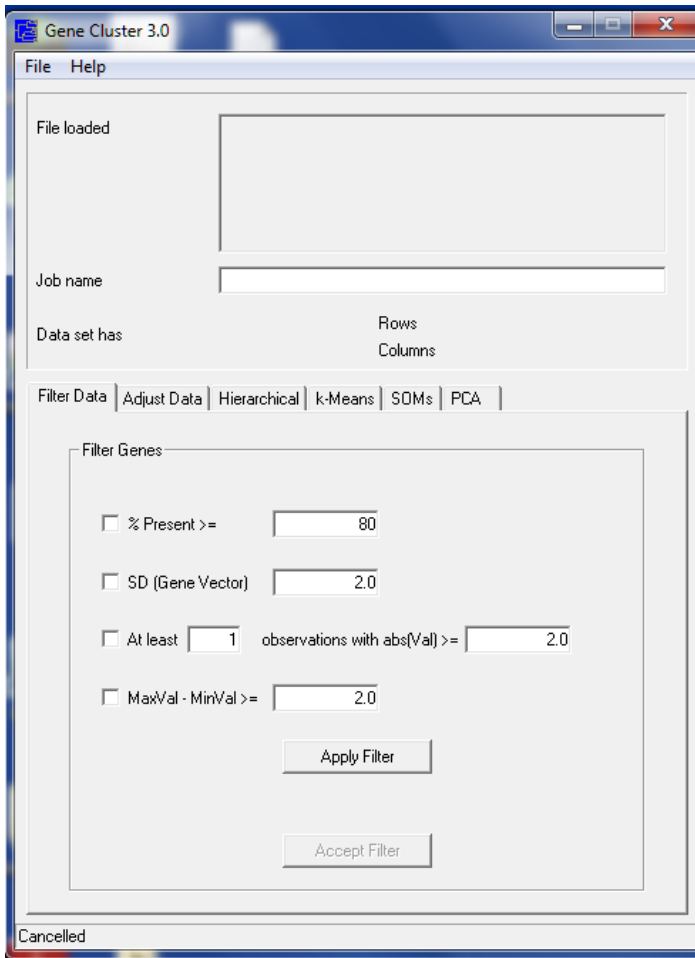 Gene Cluster 3.0
File Help
File loaded
Job name
Data set has
Rows
Columns
Filter Data Adjust Data Hierarchical k-Means SOMs PCA
Filter Genes
% Present >= 80
SD (Gene Vector) 2.0
At least 1 observations with abs(Val) >= 2.0
MaxVal - MinVal >= 2.0
Apply Filter
Accept Filter
Cancelled